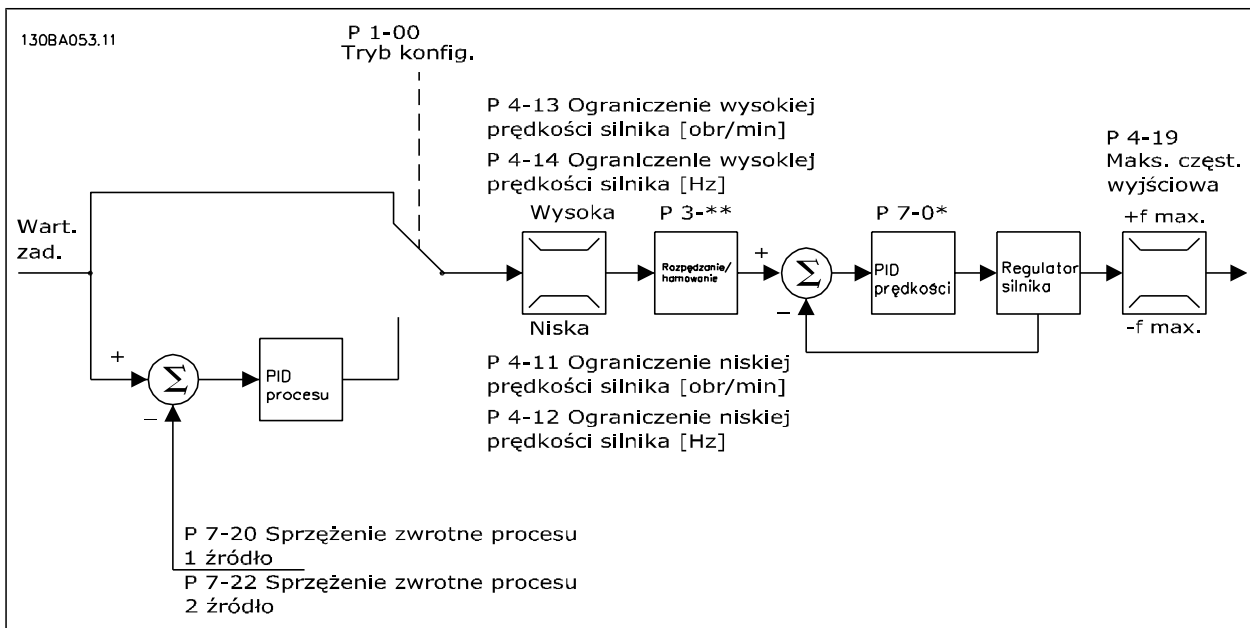 130BA053.11
P 1-00
Tryb konfig.
P 4-13 Ograniczenie wysokiej
prędkości silnika [obr/min]
P 4-14 Ograniczenie wysokiej
prędkości silnika [Hz]
P 4-19
Maks. częst.
wyjściowa
Wart.
zad.
Wysoka
P 3-**
P 7-0*
+f max.
+
Rozpędzanie/
hamowanie
Σ
PID
prędkości
Regulator
silnika
−
Niska
-f max.
+
Σ
PID
procesu
−
P 4-11 Ograniczenie niskiej
prędkości silnika [obr/min]
P 4-12 Ograniczenie niskiej
prędkości silnika [Hz]
P 7-20 Sprzężenie zwrotne procesu
1 źródło
P 7-22 Sprzężenie zwrotne procesu
2 źródło